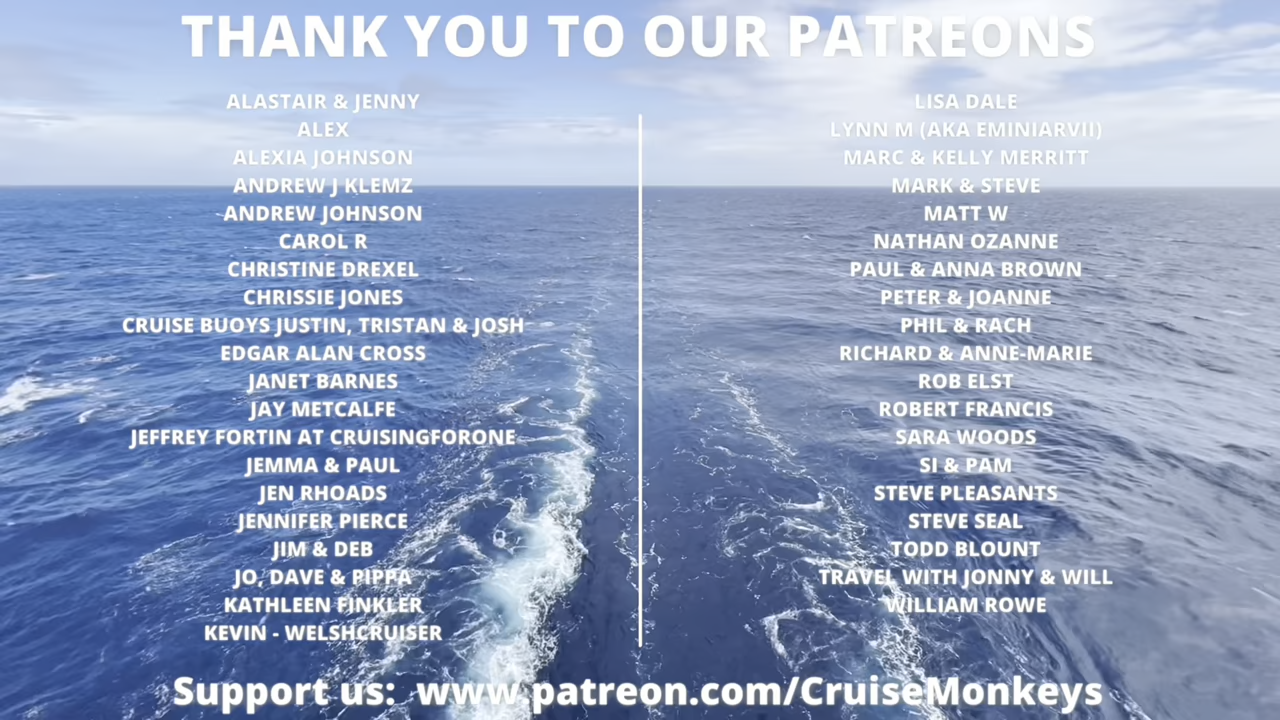 THANK YOU TO OUR PATREONS
ALASTAIR & JENNY
ALEX
ALEXIA JOHNSON
ANDREW J KLEMZ
ANDREW JOHNSON
CAROL R
CHRISTINE DREXEL
CHRISSIE JONES
CRUISE BUOYS JUSTIN, TRISTAN & JOSH
EDGAR ALAN CROSS
JANET BARNES
JAY METCALFE
JEFFREY FORTIN AT CRUISINGFORONE
JEMMA & PAUL
JEN RHOADS
JENNIFER PIERCE
JIM & DEB
JO, DAVE & PIPPA
KATHLEEN FINKLER
KEVIN - WELSHCRUISER
LISA DALE
LYNN M (AKA EMINIARVII)
MARC & KELLY MERRITT
MARK & STEVE
MATT W
NATHAN OZANNE
PAUL & ANNA BROWN
PETER & JOANNE
PHIL & RACH
RICHARD & ANNE-MARIE
ROB ELST
ROBERT FRANCIS
SARA WOODS
SI & PAM
STEVE PLEASANTS
STEVE SEAL
TODD BLOUNT
TRAVEL WITH JONNY & WILL
WILLIAM ROWE
Support us: www.patreon.com/CruiseMonkeys